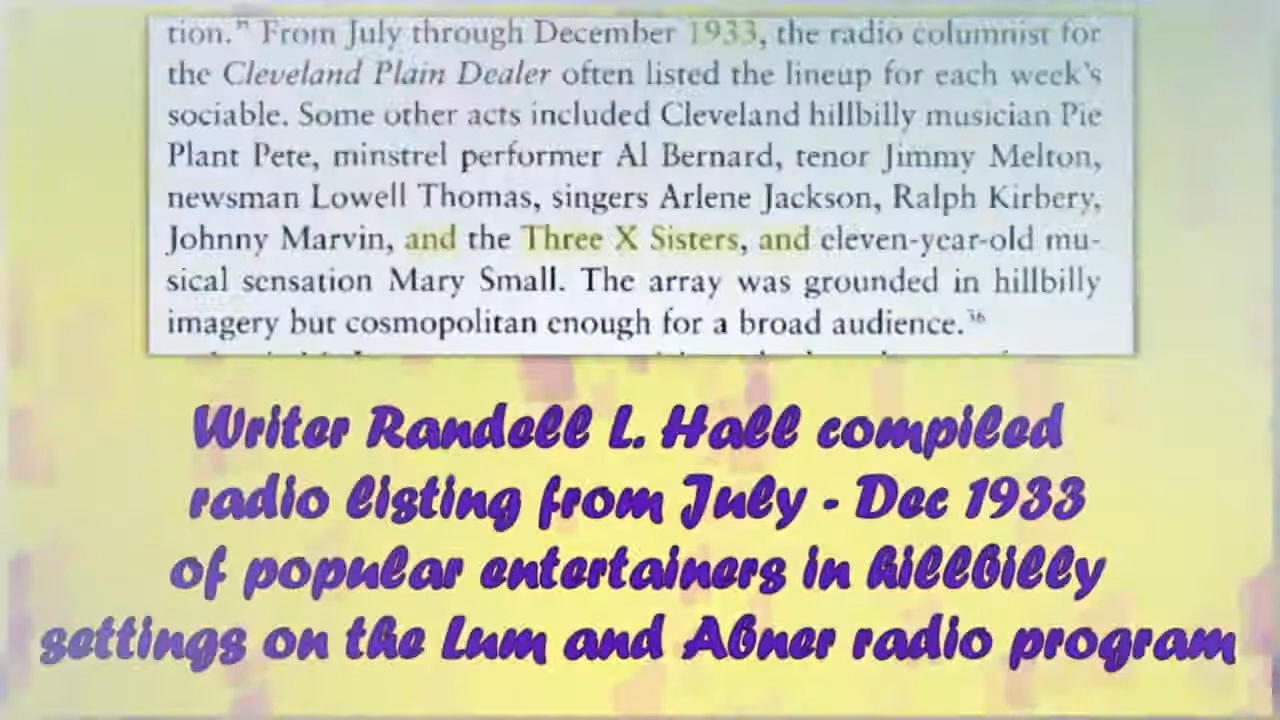 tion." From July through December 1933, the radio columnist for
the Cleveland Plain Dealer often listed the lineup for each week's
sociable. Some other acts included Cleveland hillbilly musician Pie
Plant Pete, minstrel performer Al Bernard, tenor Jimmy Melton,
newsman Lowell Thomas, singers Arlene Jackson, Ralph Kirbery,
Johnny Marvin, and the Three X Sisters, and eleven-year-old mu-
sical sensation Mary Small. The array was grounded in hillbilly
imagery but cosmopolitan enough for a broad audience.36
Writer Randell L. Hall compiled
radio listing from July - Dec 1933
of popular entertainers in hillbilly
settings on the Lum and Abner radio program